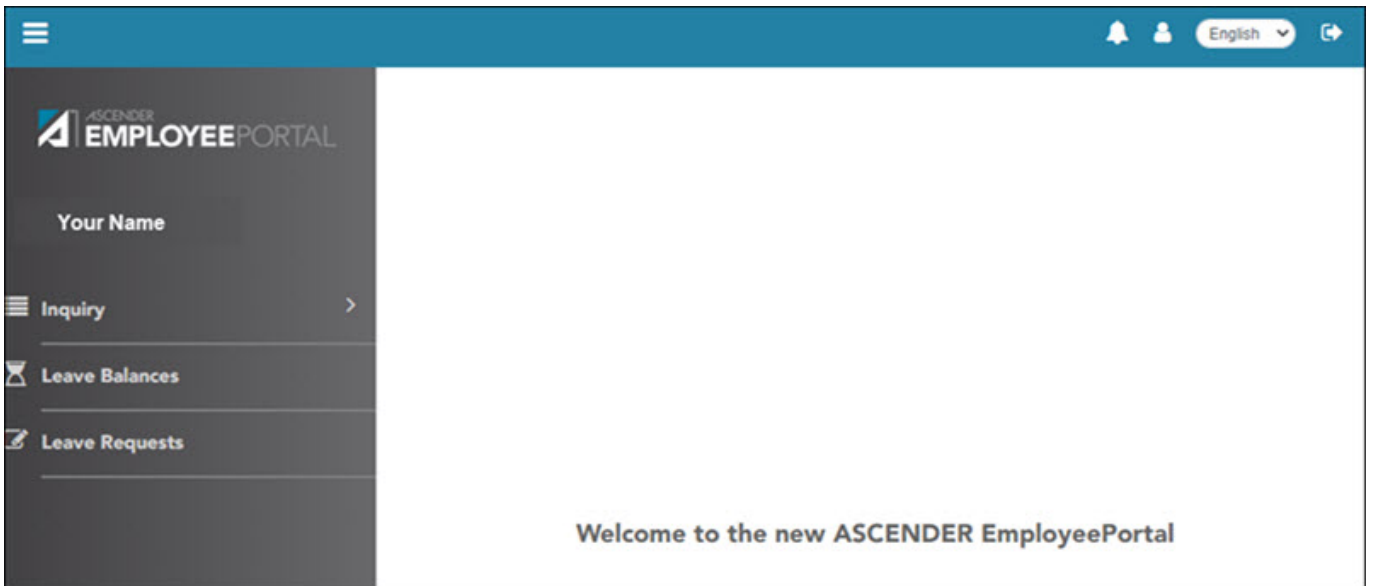 English
ASCENDER
EMPLOYEEPORTAL
Your Name
Inquiry
Leave Balances
Leave Requests
Welcome to the new ASCENDER EmployeePortal